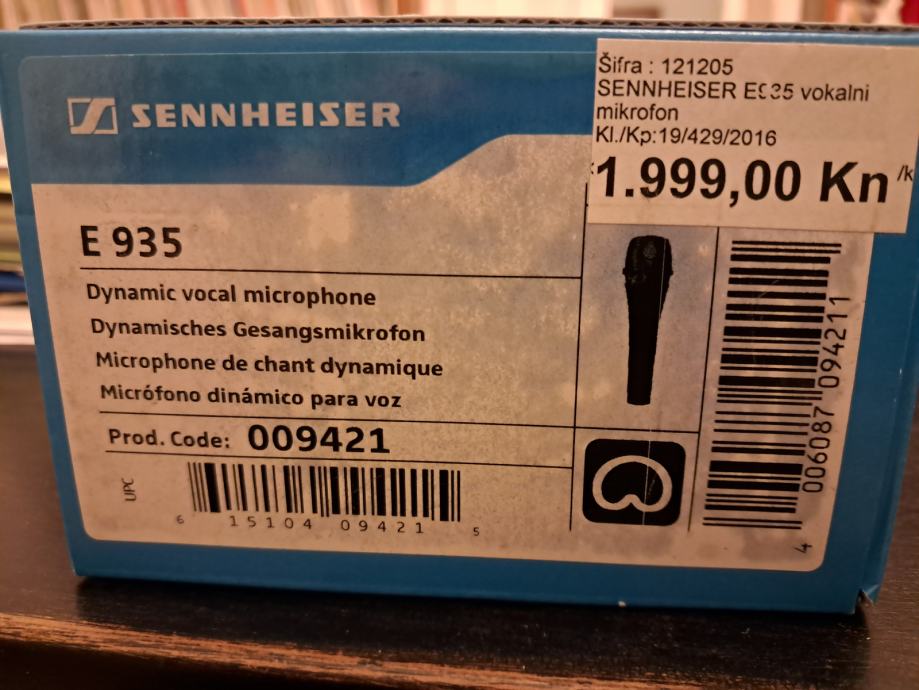 SENNHEISER
Šifra : 121205
SENNHEISER E935 vokalni
mikrofon
Kl./Kp:19/429/2016
1.999,00 Kn /k
E 935
Dynamic vocal microphone
Dynamisches Gesangsmikrofon
Microphone de chant dynamique
Micrófono dinámico para voz
Prod. Code: 009421
UPC
6 15104 09421 5
4 006087 094211